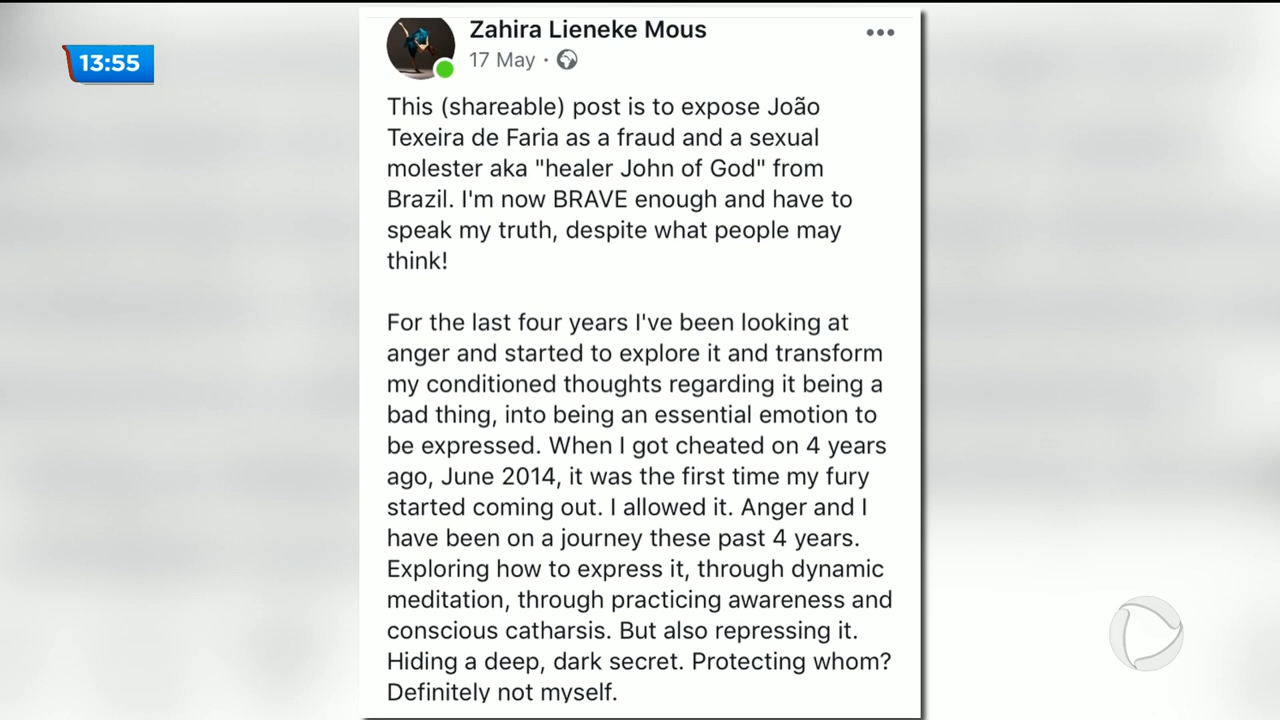 13:55
Zahira Lieneke Mous
17 May ·
This (shareable) post is to expose João
Texeira de Faria as a fraud and a sexual
molester aka "healer John of God" from
Brazil. I'm now BRAVE enough and have to
speak my truth, despite what people may
think!
For the last four years I've been looking at
anger and started to explore it and transform
my conditioned thoughts regarding it being a
bad thing, into being an essential emotion to
be expressed. When I got cheated on 4 years
ago, June 2014, it was the first time my fury
started coming out. I allowed it. Anger and I
have been on a journey these past 4 years.
Exploring how to express it, through dynamic
meditation, through practicing awareness and
conscious catharsis. But also repressing it.
Hiding a deep, dark secret. Protecting whom?
Definitely not myself.